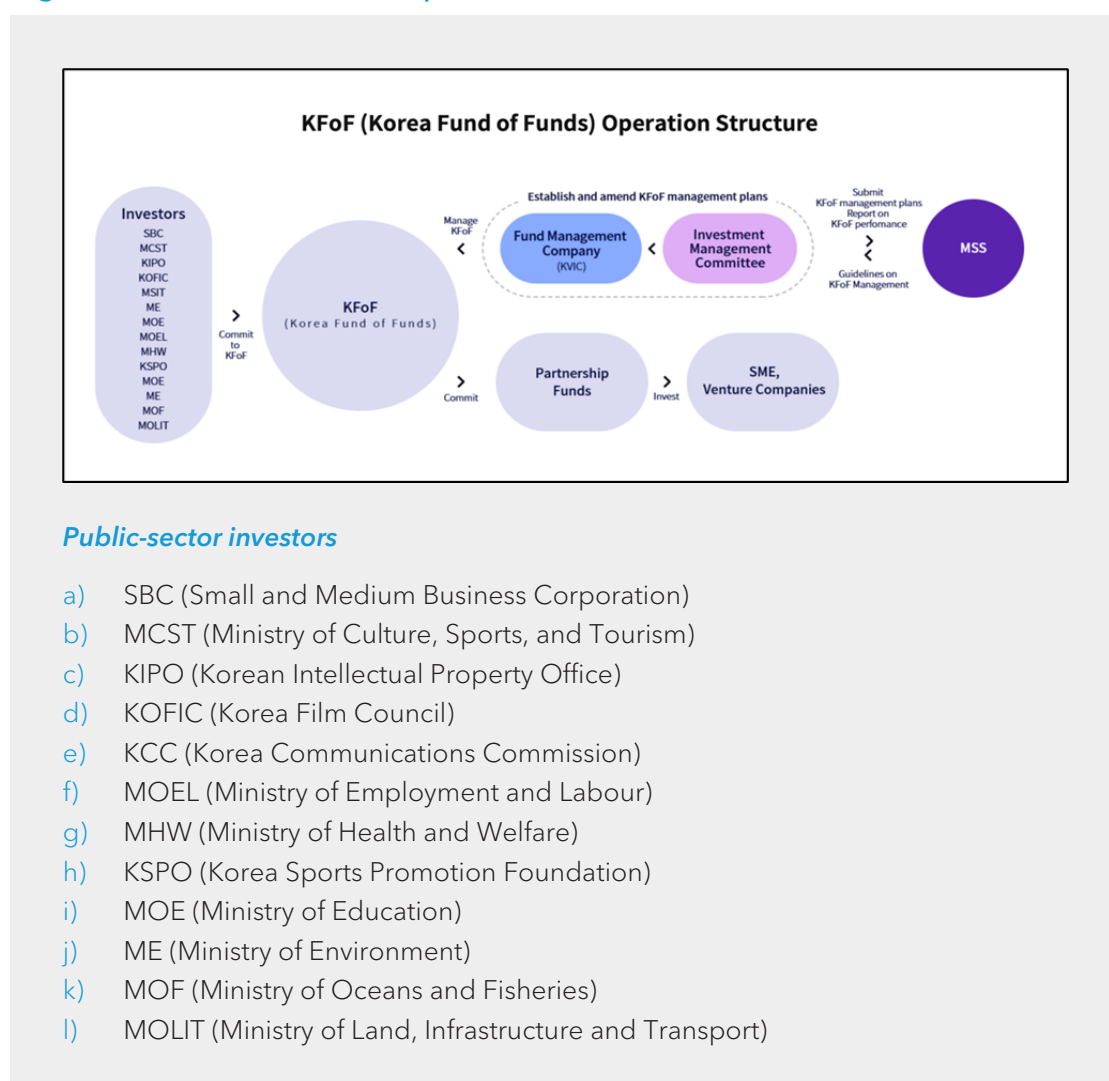 KFoF (Korea Fund of Funds) Operation Structure
Investors
SBC
MCST
KIPO
KOFIC
MSIT
ME
MOE
MOEL
MHW
KSPO
MOE
ME
MOF
MOLIT
Commit
to
KFoF
KFoF
(Korea Fund of Funds)
Manage
KFoF
Establish and amend KFoF management plans
Fund Management
Company
(KVIC)
Investment
Management
Committee
Submit
KFoF management plans
Report on
KFoF perfomance
Guidelines on
KFoF Management
MSS
Commit
Partnership
Funds
Invest
SME,
Venture Companies
Public-sector investors
a) SBC (Small and Medium Business Corporation)
b) MCST (Ministry of Culture, Sports, and Tourism)
c) KIPO (Korean Intellectual Property Office)
d) KOFIC (Korea Film Council)
e) KCC (Korea Communications Commission)
f) MOEL (Ministry of Employment and Labour)
g) MHW (Ministry of Health and Welfare)
h) KSPO (Korea Sports Promotion Foundation)
i) MOE (Ministry of Education)
j) ME (Ministry of Environment)
k) MOF (Ministry of Oceans and Fisheries)
l) MOLIT (Ministry of Land, Infrastructure and Transport)